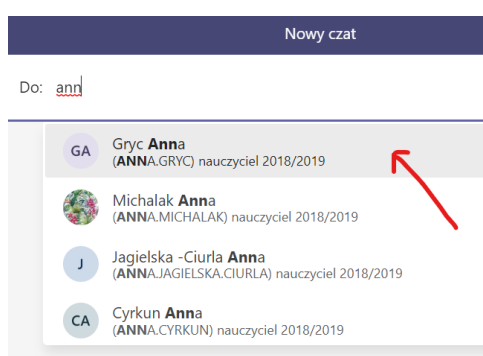 Nowy czat
Do: ann
GA
Gryc Anna
(ANNA.GRYC) nauczyciel 2018/2019
Michalak Anna
(ANNA.MICHALAK) nauczyciel 2018/2019
J
Jagielska -Ciurla Anna
(ANNA.JAGIELSKA.CIURLA) nauczyciel 2018/2019
CA
Cyrkun Anna
(ANNA.CYRKUN) nauczyciel 2018/2019